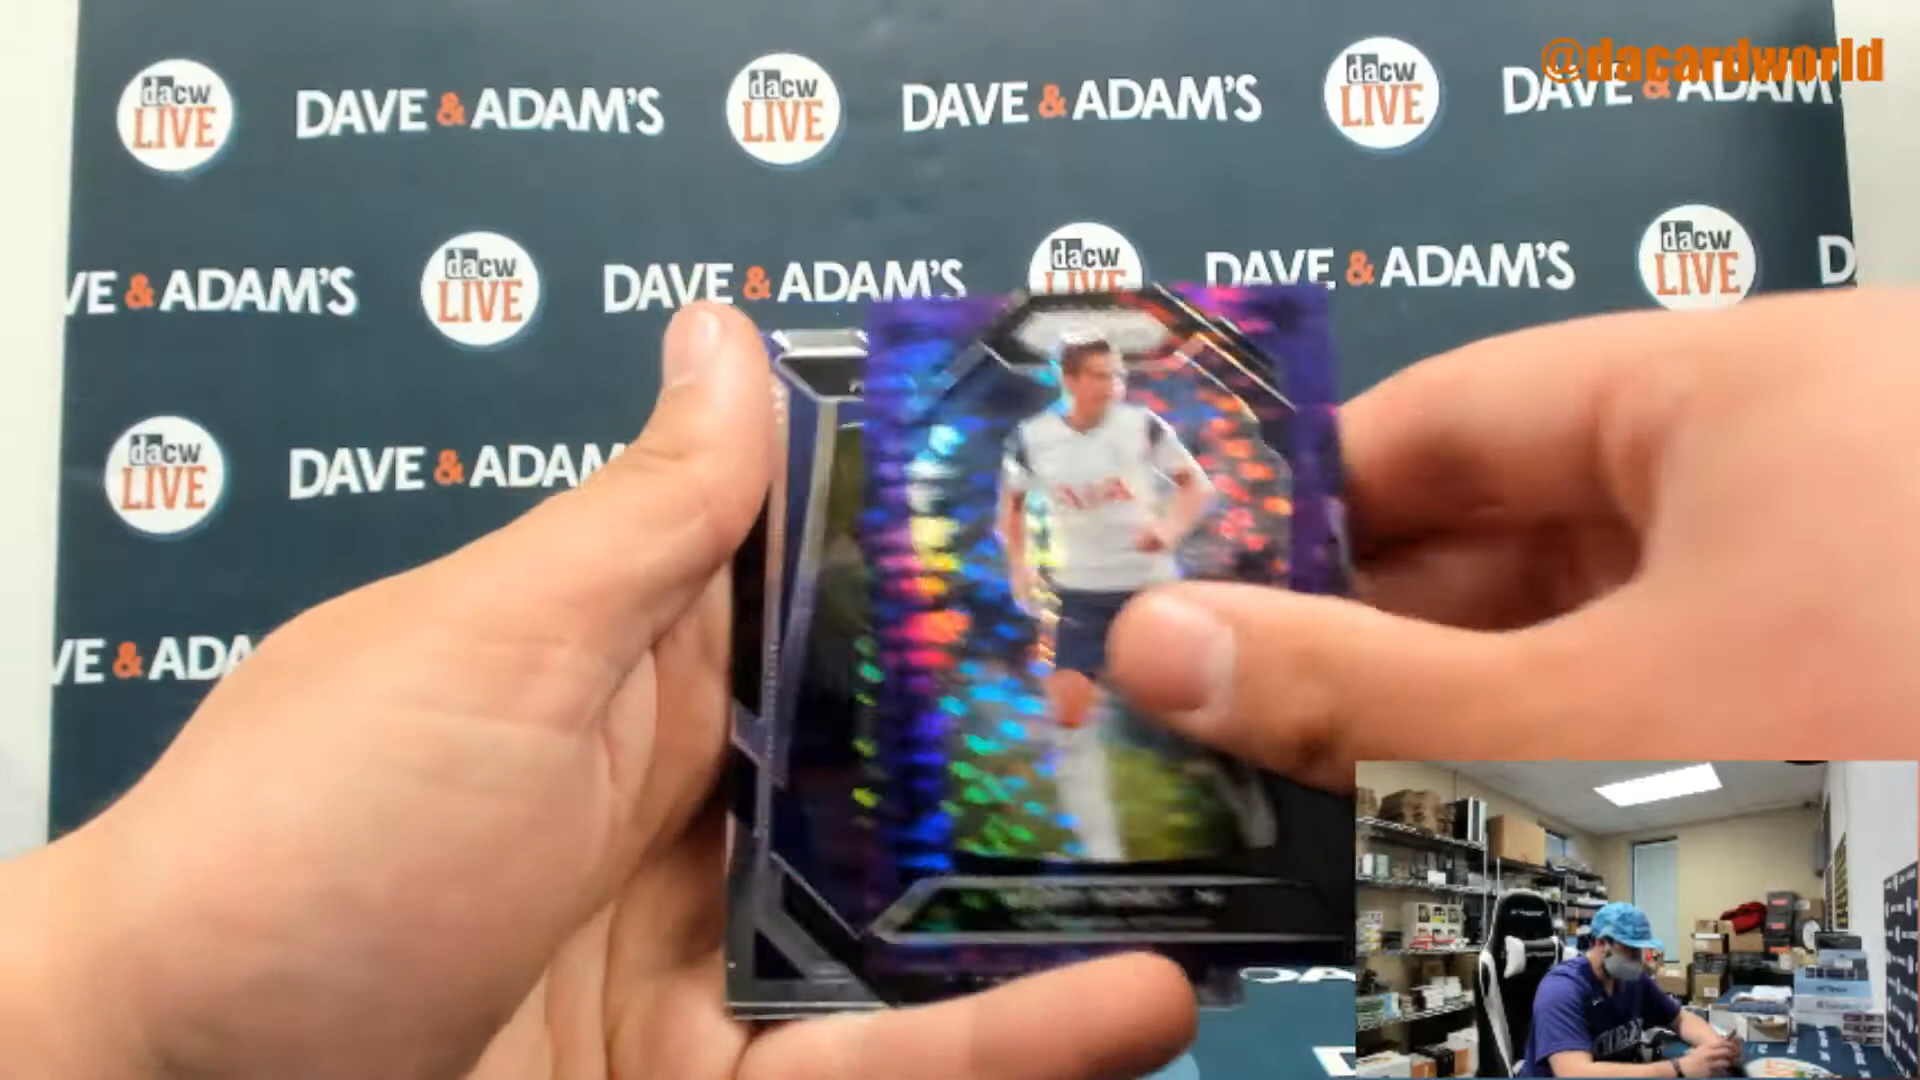 @dacardworld
dacw LIVE DAVE & ADAM'S dacw LIVE DAVE & ADAM'S dacw LIVE DAVE & ADAM'S
VE & ADAM'S dacw LIVE DAVE & ADAM'S dacw LIVE DAVE & ADAM'S dacw LIVE D
dacw LIVE DAVE & ADAM
VE & ADA
AIA